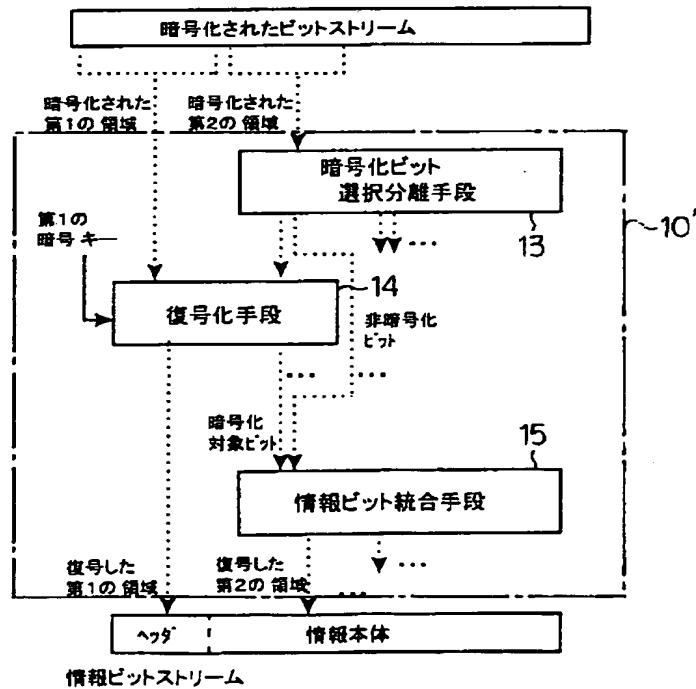 暗号化されたビットストリーム
暗号化された
第1の 領域
暗号化された
第2の 領域
暗号化ビット
選択分離手段
13
10'
第1の
暗号 キー
14
復号化手段
非暗号化
ビット
...
...
...
暗号化
対象ビット
15
情報ビット統合手段
...
復号した
第1の 領域
復号した
第2の 領域
...
ヘッダ
情報本体
情報ビットストリーム